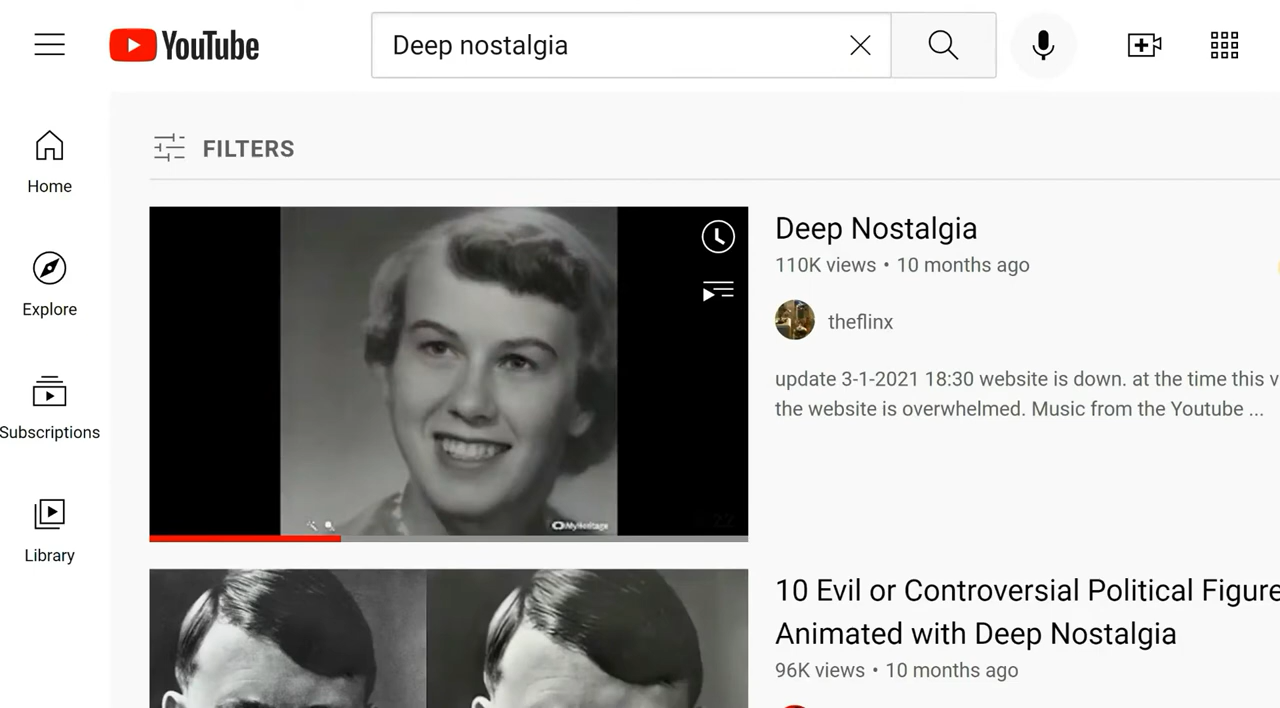 YouTube
Deep nostalgia
FILTERS
Home
Explore
Subscriptions
Library
MyHeritage
Deep Nostalgia
110K views • 10 months ago
theflinx
update 3-1-2021 18:30 website is down. at the time this v
the website is overwhelmed. Music from the Youtube ...
10 Evil or Controversial Political Figure
Animated with Deep Nostalgia
96K views • 10 months ago